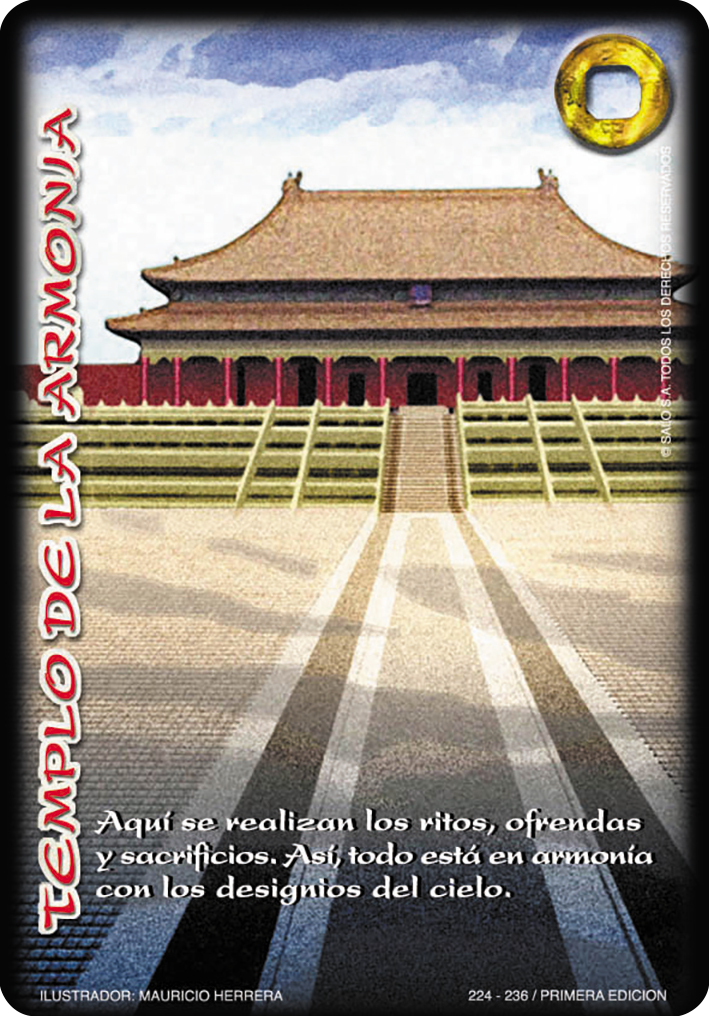 TEMPLO DE LA ARMONIA
© SALO S.A. TODOS LOS DERECHOS RESERVADOS
Aquí se realizan los ritos, ofrendas
y sacrificios. Así, todo está en armonía
con los designios del cielo.
ILUSTRADOR: MAURICIO HERRERA
224 - 236 / PRIMERA EDICION